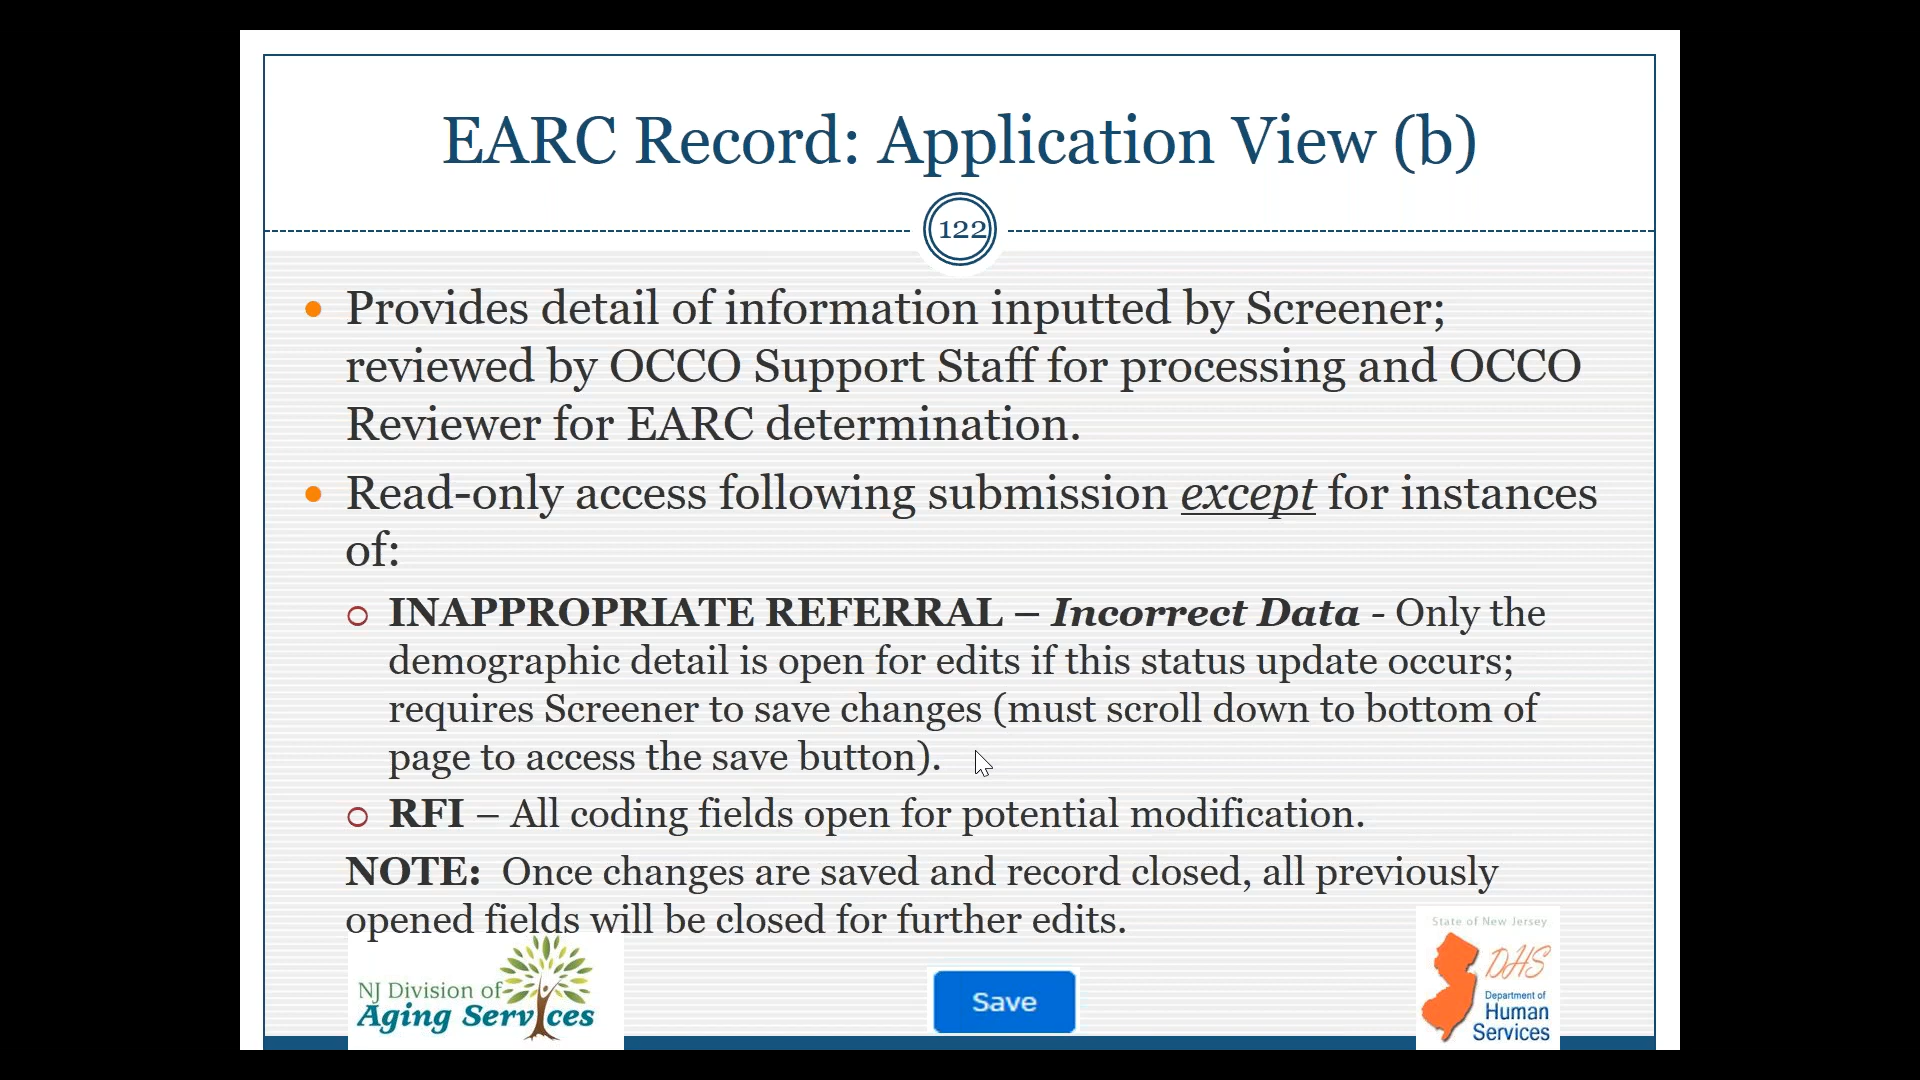 EARC Record: Application View (b)
122
Provides detail of information inputted by Screener;
reviewed by OCCO Support Staff for processing and OCCO
Reviewer for EARC determination.
Read-only access following submission except for instances
of:
INAPPROPRIATE REFERRAL – Incorrect Data - Only the
demographic detail is open for edits if this status update occurs;
requires Screener to save changes (must scroll down to bottom of
page to access the save button).
RFI – All coding fields open for potential modification.
NOTE: Once changes are saved and record closed, all previously
opened fields will be closed for further edits.
NJ Division of
Aging Services
Save
State of New Jersey
DHS
Department of
Human
Services